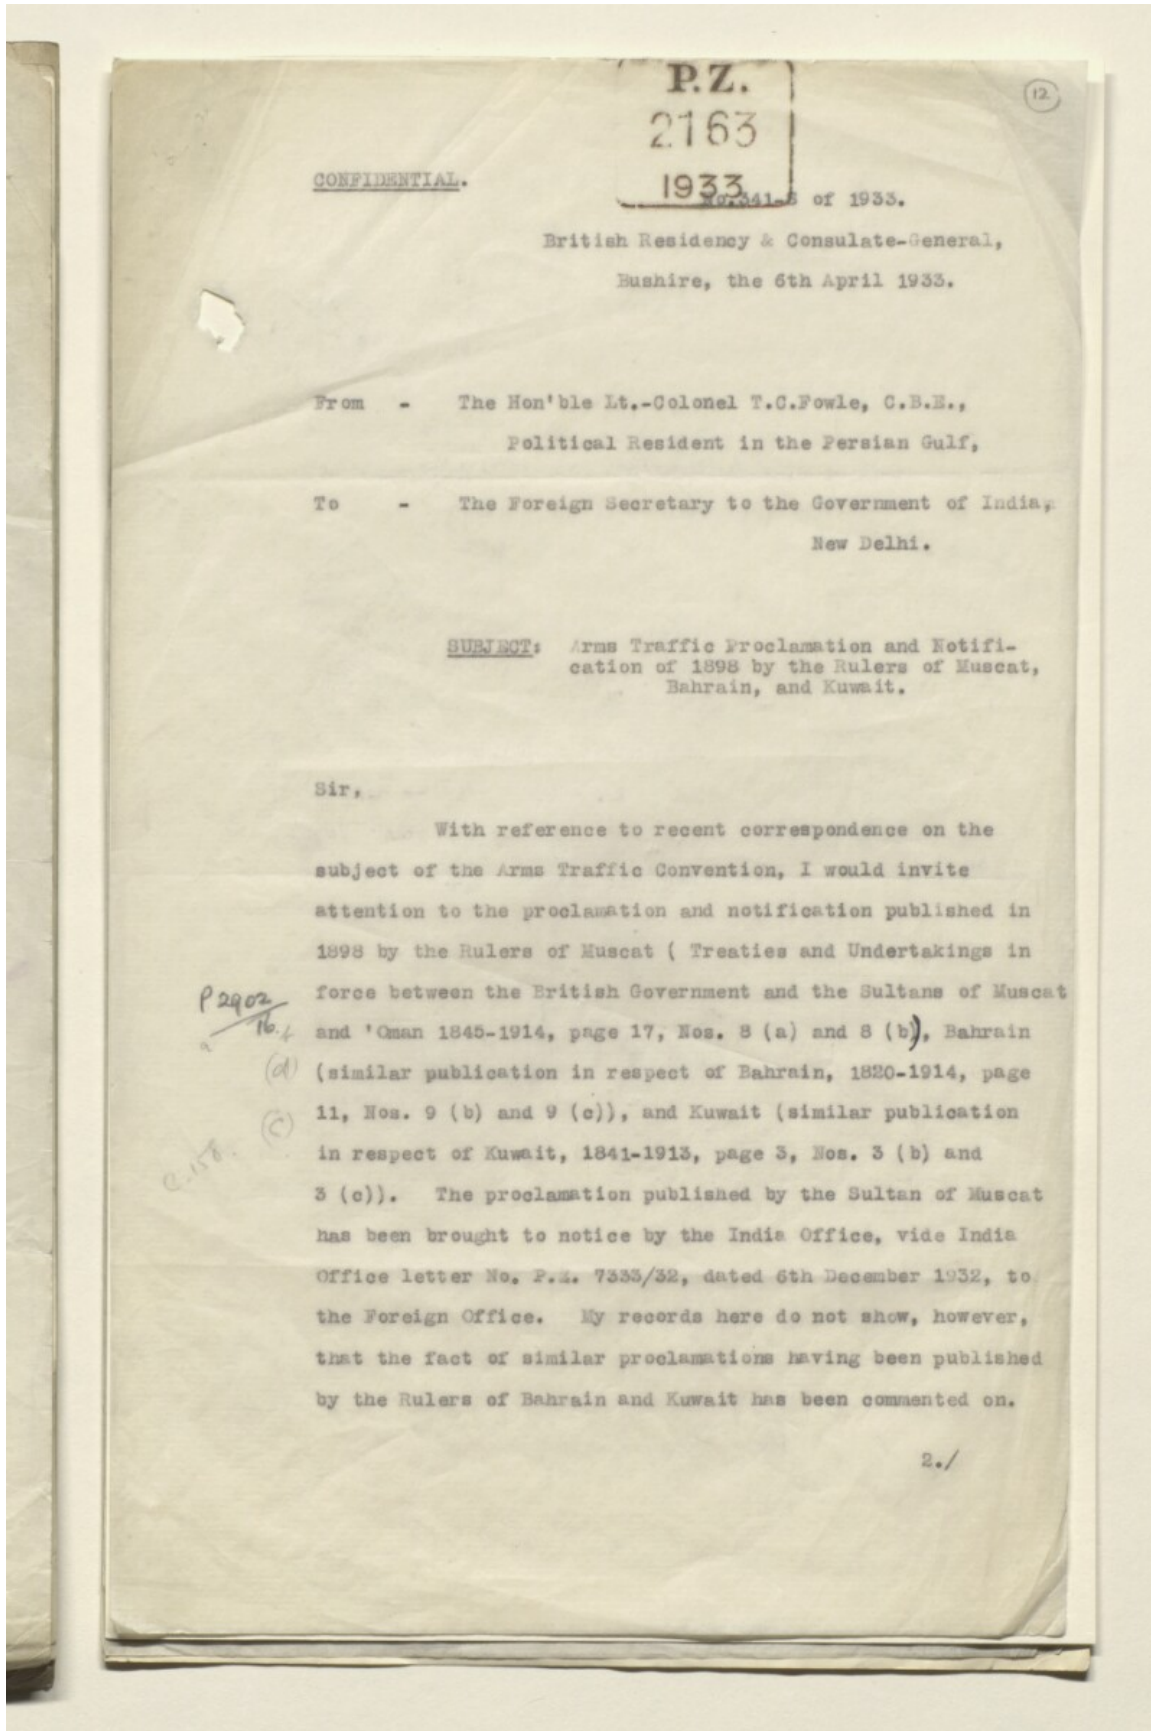 P.Z.
2163
1933
12
CONFIDENTIAL.
No.341-S of 1933.
British Residency & Consulate-General,
Bushire, the 6th April 1933.
From - The Hon'ble Lt.-Colonel T.C.Fowle, C.B.E.,
Political Resident in the Persian Gulf,
To - The Foreign Secretary to the Government of India,
New Delhi.
SUBJECT: Arms Traffic Proclamation and Notifi-
cation of 1898 by the Rulers of Muscat,
Bahrain, and Kuwait.
Sir,
With reference to recent correspondence on the
subject of the Arms Traffic Convention, I would invite
attention to the proclamation and notification published in
1898 by the Rulers of Muscat ( Treaties and Undertakings in
force between the British Government and the Sultans of Muscat
and 'Oman 1845-1914, page 17, Nos. 8 (a) and 8 (b)), Bahrain
(similar publication in respect of Bahrain, 1820-1914, page
11, Nos. 9 (b) and 9 (c)), and Kuwait (similar publication
in respect of Kuwait, 1841-1913, page 3, Nos. 3 (b) and
3 (c)). The proclamation published by the Sultan of Muscat
has been brought to notice by the India Office, vide India
Office letter No. P.Z. 7333/32, dated 6th December 1932, to
the Foreign Office. My records here do not show, however,
that the fact of similar proclamations having been published
by the Rulers of Bahrain and Kuwait has been commented on.
2./
P 2902
16.
(d)
(c)